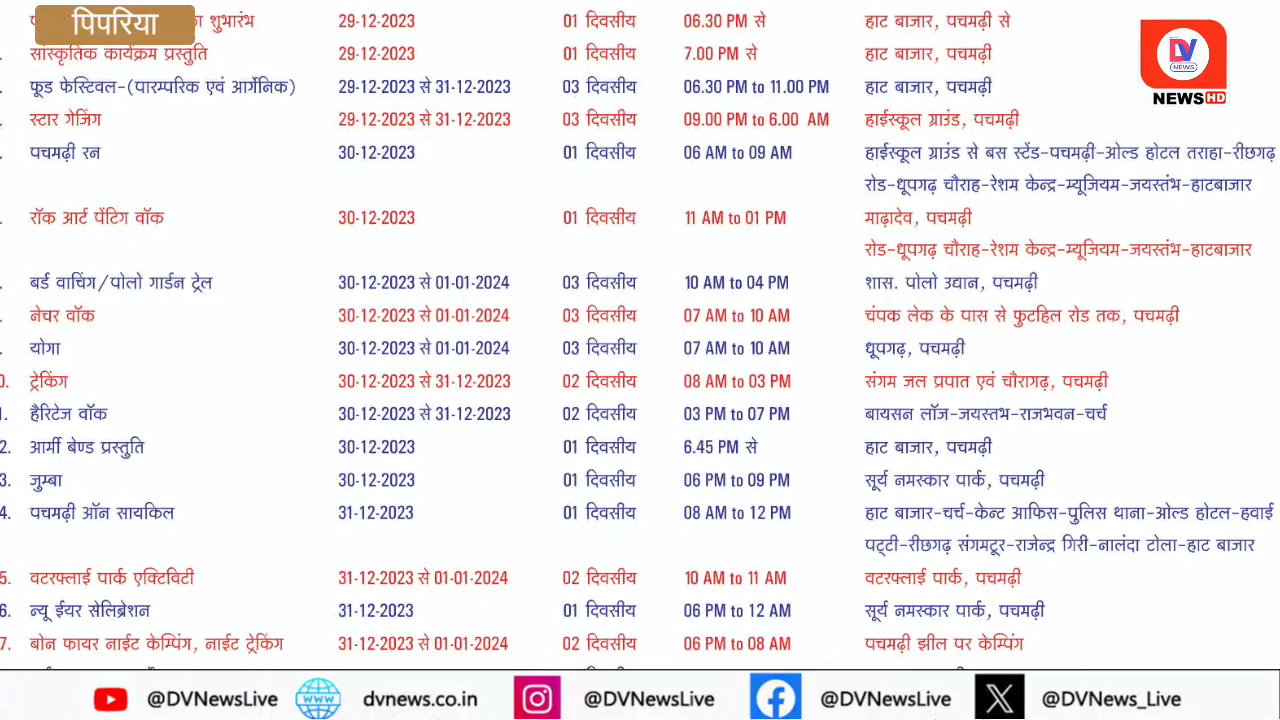 पिपरिया
शुभारंभ 29-12-2023 01 दिवसीय 06.30 PM से हाट बाजार, पचमढ़ी से
. सांस्कृतिक कार्यक्रम प्रस्तुति 29-12-2023 01 दिवसीय 7.00 PM से हाट बाजार, पचमढ़ी
. फूड फेस्टिवल-(पारम्परिक एवं आर्गेनिक) 29-12-2023 से 31-12-2023 03 दिवसीय 06.30 PM to 11.00 PM हाट बाजार, पचमढ़ी
. स्टार गेजिंग 29-12-2023 से 31-12-2023 03 दिवसीय 09.00 PM to 6.00 AM हाईस्कूल ग्राउंड, पचमढ़ी
. पचमढ़ी रन 30-12-2023 01 दिवसीय 06 AM to 09 AM हाईस्कूल ग्राउंड से बस स्टेंड-पचमढ़ी-ओल्ड होटल तराहा-रीछगढ़
रोड-धूपगढ़ चौराह-रेशम केन्द्र-म्यूजियम-जयस्तंभ-हाटबाजार
. रॉक आर्ट पेंटिग वॉक 30-12-2023 01 दिवसीय 11 AM to 01 PM माढ़ादेव, पचमढ़ी
रोड-धूपगढ़ चौराह-रेशम केन्द्र-म्यूजियम-जयस्तंभ-हाटबाजार
. बर्ड वाचिंग/पोलो गार्डन ट्रेल 30-12-2023 से 01-01-2024 03 दिवसीय 10 AM to 04 PM शास. पोलो उद्यान, पचमढ़ी
. नेचर वॉक 30-12-2023 से 01-01-2024 03 दिवसीय 07 AM to 10 AM चंपक लेक के पास से फुटहिल रोड तक, पचमढ़ी
. योगा 30-12-2023 से 01-01-2024 03 दिवसीय 07 AM to 10 AM धूपगढ़, पचमढ़ी
0. ट्रेकिंग 30-12-2023 से 31-12-2023 02 दिवसीय 08 AM to 03 PM संगम जल प्रपात एवं चौरागढ़, पचमढ़ी
1. हैरिटेज वॉक 30-12-2023 से 31-12-2023 02 दिवसीय 03 PM to 07 PM बायसन लॉज-जयस्तभ-राजभवन-चर्च
2. आर्मी बेण्ड प्रस्तुति 30-12-2023 01 दिवसीय 6.45 PM से हाट बाजार, पचमढ़ी
3. जुम्बा 30-12-2023 01 दिवसीय 06 PM to 09 PM सूर्य नमस्कार पार्क, पचमढ़ी
4. पचमढ़ी ऑन सायकिल 31-12-2023 01 दिवसीय 08 AM to 12 PM हाट बाजार-चर्च-केन्ट आफिस-पुलिस थाना-ओल्ड होटल-हवाई
पट्टी-रीछगढ़ संगमटूर-राजेन्द्र गिरी-नालंदा टोला-हाट बाजार
5. वटरफ्लाई पार्क एक्टिविटी 31-12-2023 से 01-01-2024 02 दिवसीय 10 AM to 11 AM वटरफ्लाई पार्क, पचमढ़ी
6. न्यू ईयर सेलिब्रेशन 31-12-2023 01 दिवसीय 06 PM to 12 AM सूर्य नमस्कार पार्क, पचमढ़ी
7. बोन फायर नाईट केम्पिंग, नाईट ट्रेकिंग 31-12-2023 से 01-01-2024 02 दिवसीय 06 PM to 08 AM पचमढ़ी झील पर केम्पिंग
DV
NEWS
NEWS HD
@DVNewsLive dvnews.co.in @DVNewsLive @DVNewsLive @DVNews_Live